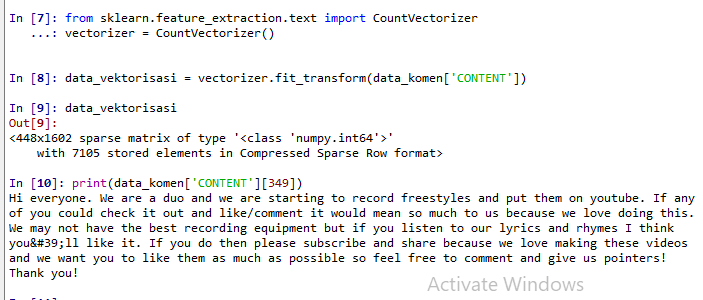 In [7]: from sklearn.feature_extraction.text import CountVectorizer
...: vectorizer = CountVectorizer()
In [8]: data_vektorisasi = vectorizer.fit_transform(data_komen['CONTENT'])
In [9]: data_vektorisasi
Out[9]:
<448x1602 sparse matrix of type '<class 'numpy.int64'>'
with 7105 stored elements in Compressed Sparse Row format>
In [10]: print(data_komen['CONTENT'][349])
Hi everyone. We are a duo and we are starting to record freestyles and put them on youtube. If any
of you could check it out and like/comment it would mean so much to us because we love doing this.
We may not have the best recording equipment but if you listen to our lyrics and rhymes I think
you&#39;ll like it. If you do then please subscribe and share because we love making these videos
and we want you to like them as much as possible so feel free to comment and give us pointers!
Thank you!
Activate Windows